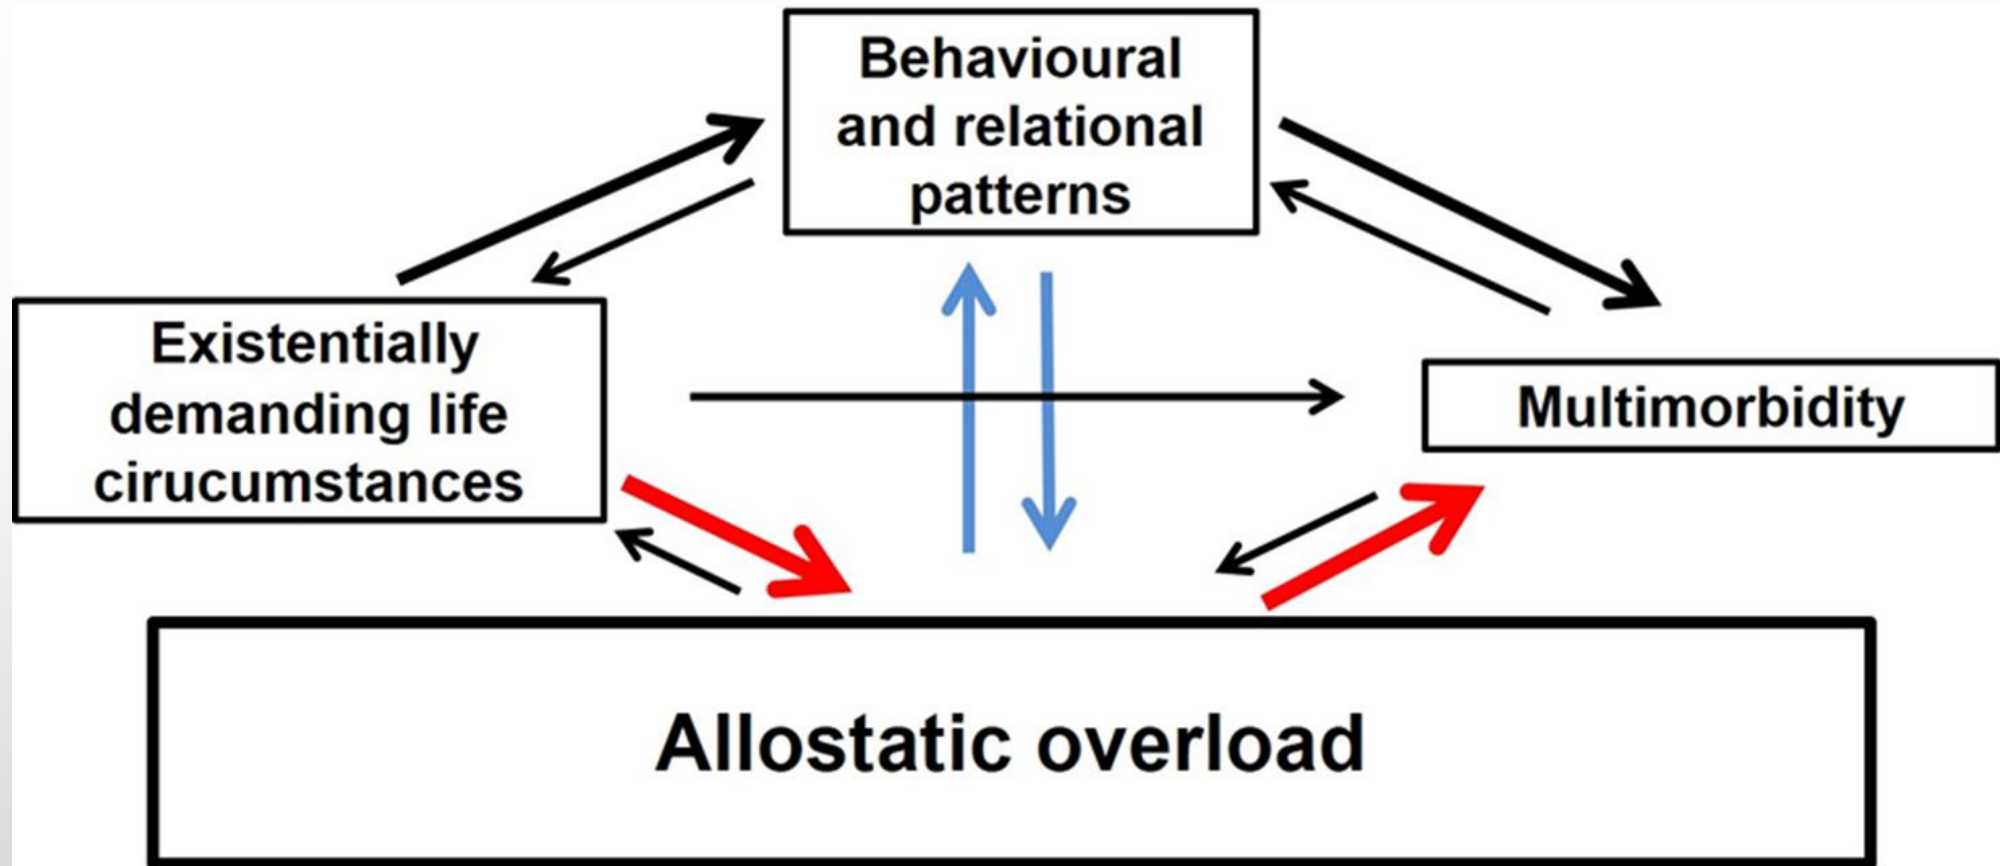 Behavioural
and relational
patterns
Existentially
demanding life
cirucumstances
Multimorbidity
Allostatic overload